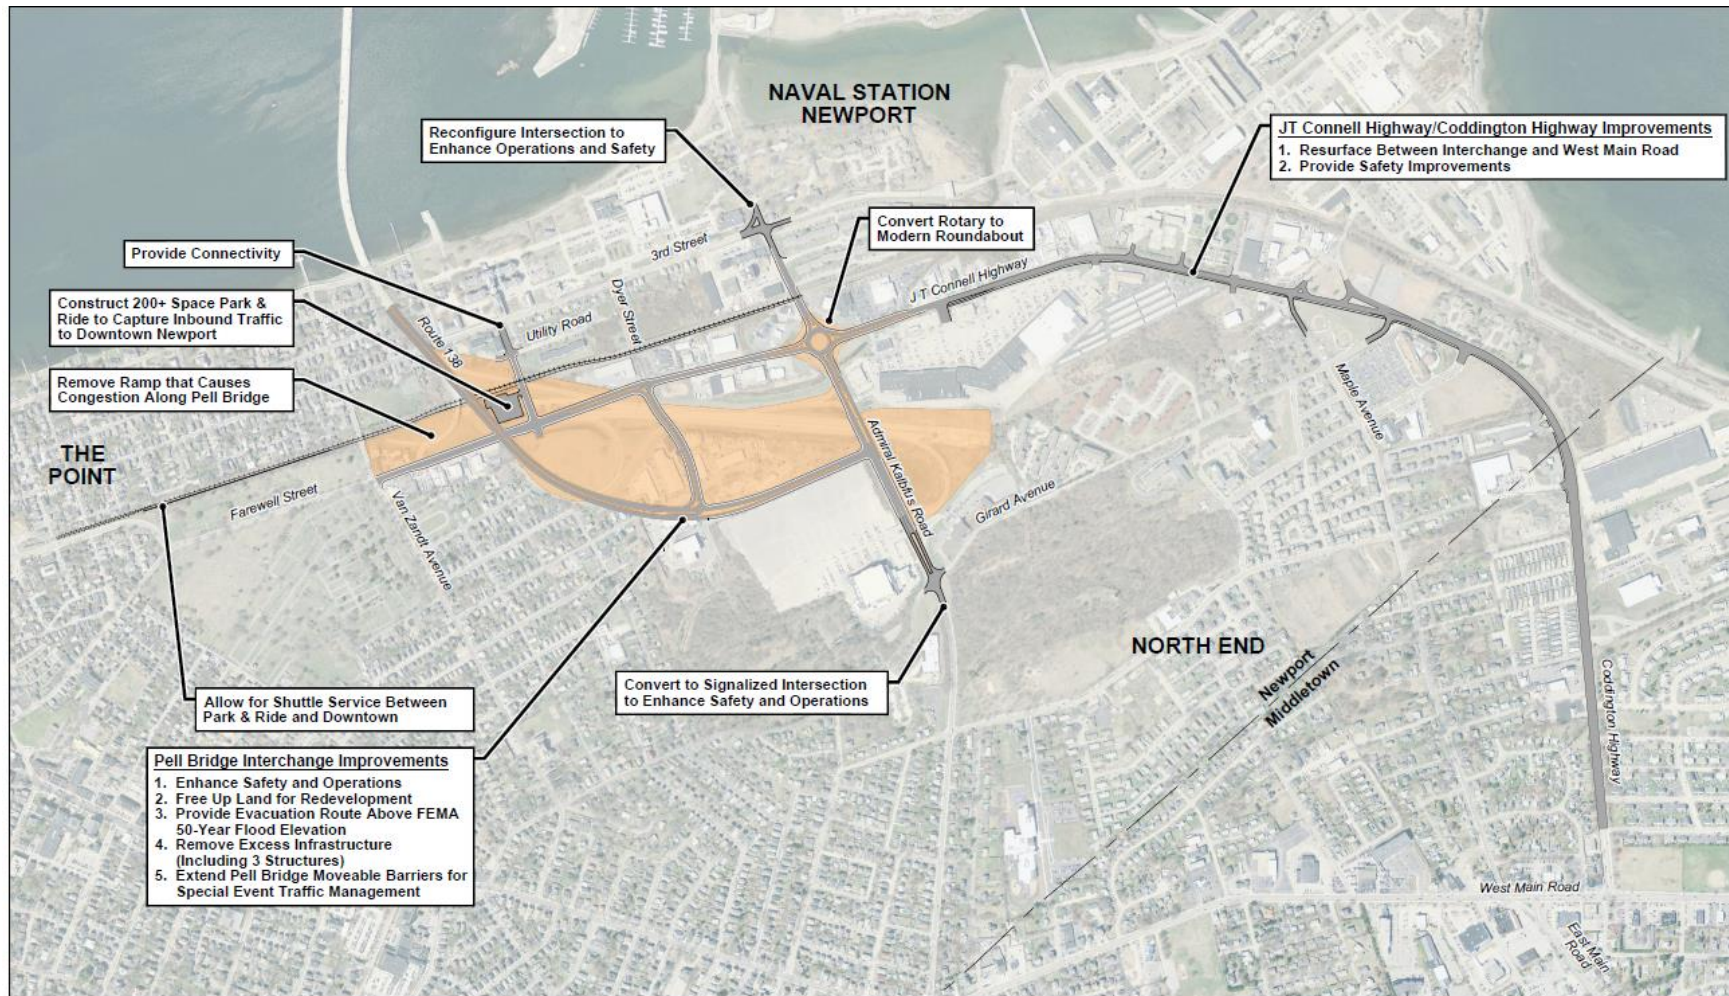 NAVAL STATION
NEWPORT
Reconfigure Intersection to
Enhance Operations and Safety
JT Connell Highway/Coddington Highway Improvements
1. Resurface Between Interchange and West Main Road
2. Provide Safety Improvements
Convert Rotary to
Modern Roundabout
3rd Street
Provide Connectivity
J T Connell Highway
Construct 200+ Space Park &
Ride to Capture Inbound Traffic
to Downtown Newport
Dyer Street
Utility Road
Route 138
Remove Ramp that Causes
Congestion Along Pell Bridge
Maple Avenue
THE
POINT
Admiral Kalbfus Road
Farewell Street
Van Zandt Avenue
Girard Avenue
NORTH END
Newport
Middletown
Allow for Shuttle Service Between
Park & Ride and Downtown
Convert to Signalized Intersection
to Enhance Safety and Operations
Coddington Highway
Pell Bridge Interchange Improvements
1. Enhance Safety and Operations
2. Free Up Land for Redevelopment
3. Provide Evacuation Route Above FEMA
50-Year Flood Elevation
4. Remove Excess Infrastructure
(Including 3 Structures)
5. Extend Pell Bridge Moveable Barriers for
Special Event Traffic Management
West Main Road
East Main
Road